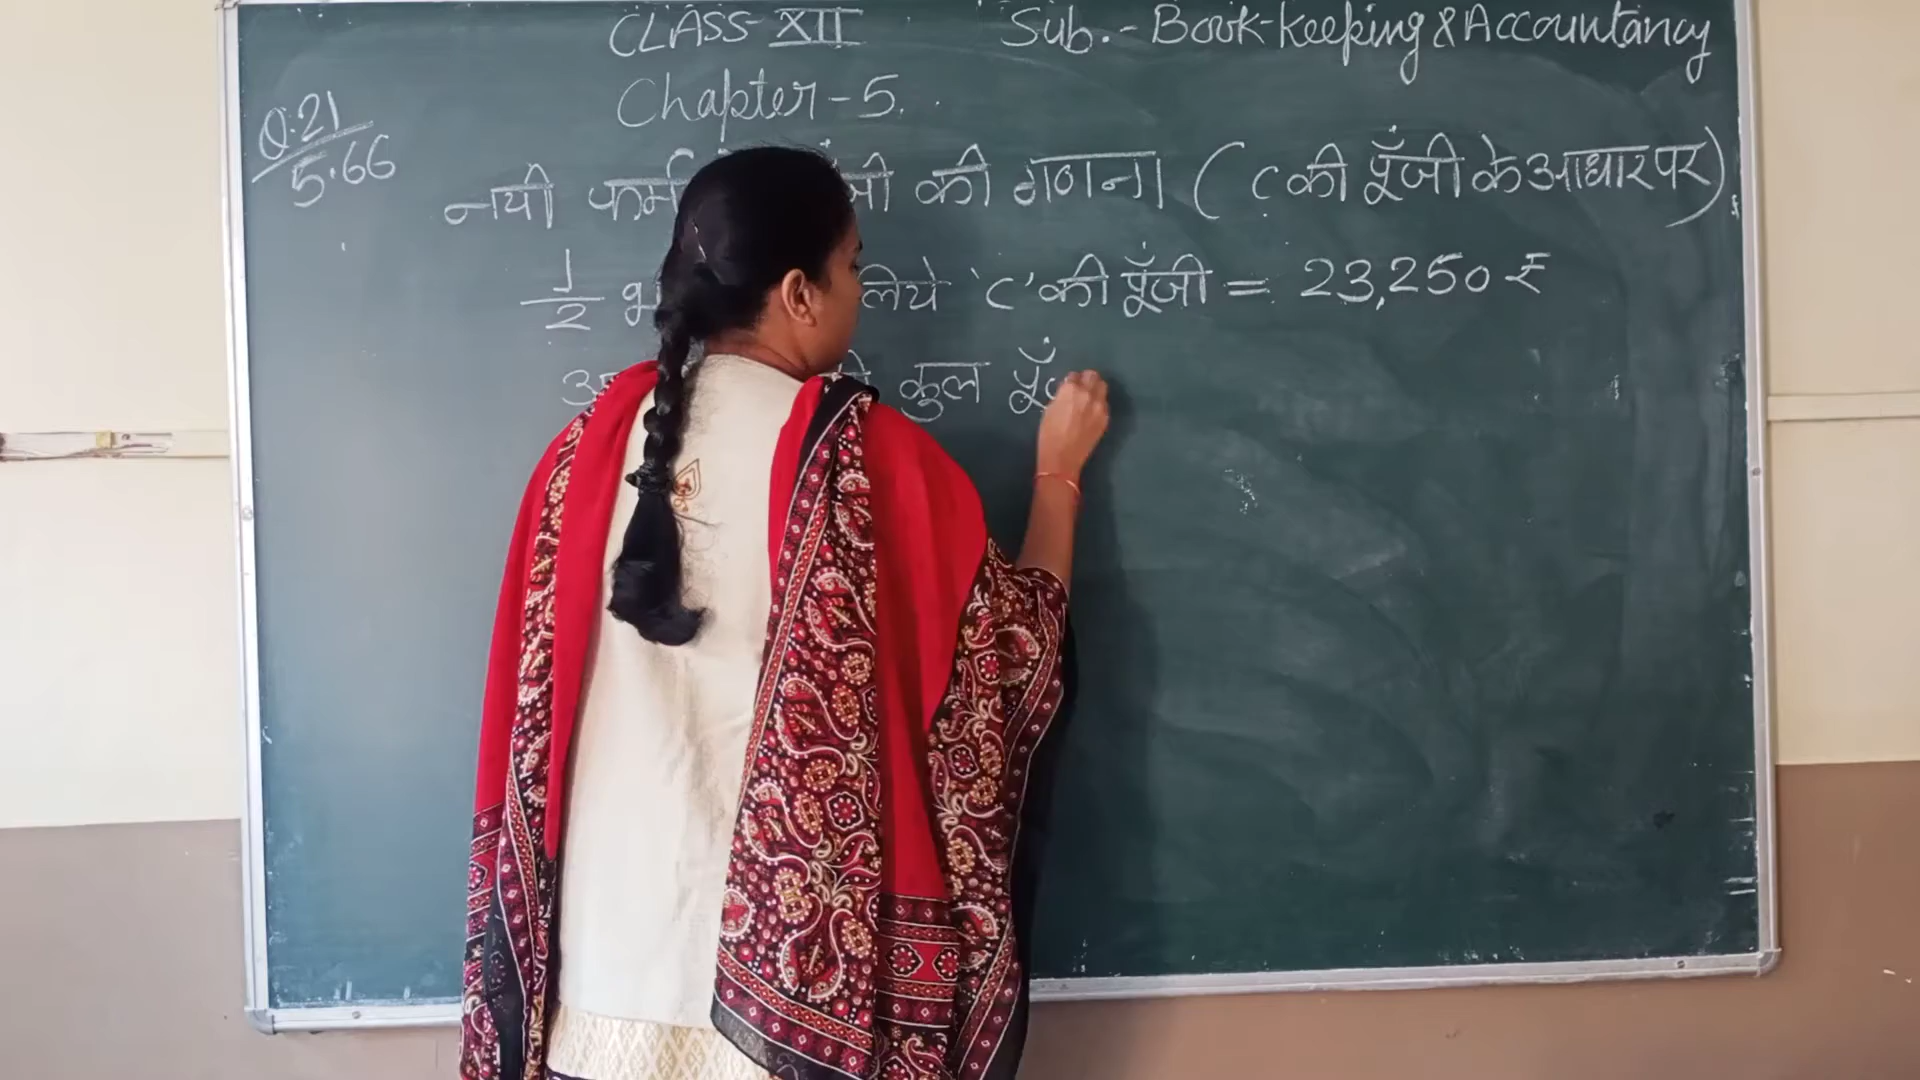 CLASS-XII Sub.- Book-keeping & Accountancy
Chapter-5.
Q.21
5.66
नयी की गणना ( C की पूँजी के आधार पर )
1/2 लिये 'C' की पूँजी = 23,250 ₹
कुल